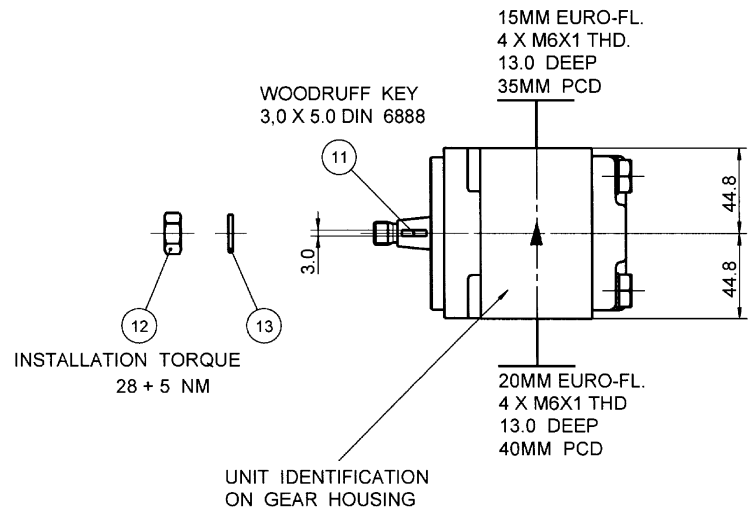 15MM EURO-FL.
4 X M6X1 THD.
13.0 DEEP
35MM PCD
WOODRUFF KEY
3,0 X 5.0 DIN 6888
11
44.8
3.0
44.8
12
13
INSTALLATION TORQUE
28 + 5 NM
20MM EURO-FL.
4 X M6X1 THD
13.0 DEEP
40MM PCD
UNIT IDENTIFICATION
ON GEAR HOUSING